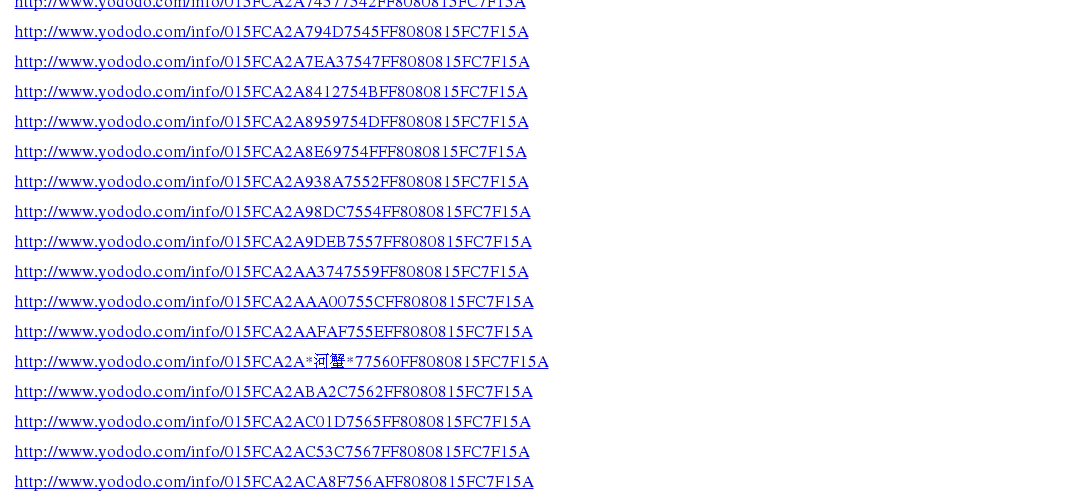 http://www.yododo.com/info/015FCA2A74577542FF8080815FC7F15A
http://www.yododo.com/info/015FCA2A794D7545FF8080815FC7F15A
http://www.yododo.com/info/015FCA2A7EA37547FF8080815FC7F15A
http://www.yododo.com/info/015FCA2A8412754BFF8080815FC7F15A
http://www.yododo.com/info/015FCA2A8959754DFF8080815FC7F15A
http://www.yododo.com/info/015FCA2A8E69754FFF8080815FC7F15A
http://www.yododo.com/info/015FCA2A938A7552FF8080815FC7F15A
http://www.yododo.com/info/015FCA2A98DC7554FF8080815FC7F15A
http://www.yododo.com/info/015FCA2A9DEB7557FF8080815FC7F15A
http://www.yododo.com/info/015FCA2AA3747559FF8080815FC7F15A
http://www.yododo.com/info/015FCA2AAA00755CFF8080815FC7F15A
http://www.yododo.com/info/015FCA2AAFAF755EFF8080815FC7F15A
http://www.yododo.com/info/015FCA2A*河蟹*77560FF8080815FC7F15A
http://www.yododo.com/info/015FCA2ABA2C7562FF8080815FC7F15A
http://www.yododo.com/info/015FCA2AC01D7565FF8080815FC7F15A
http://www.yododo.com/info/015FCA2AC53C7567FF8080815FC7F15A
http://www.yododo.com/info/015FCA2ACA8F756AFF8080815FC7F15A